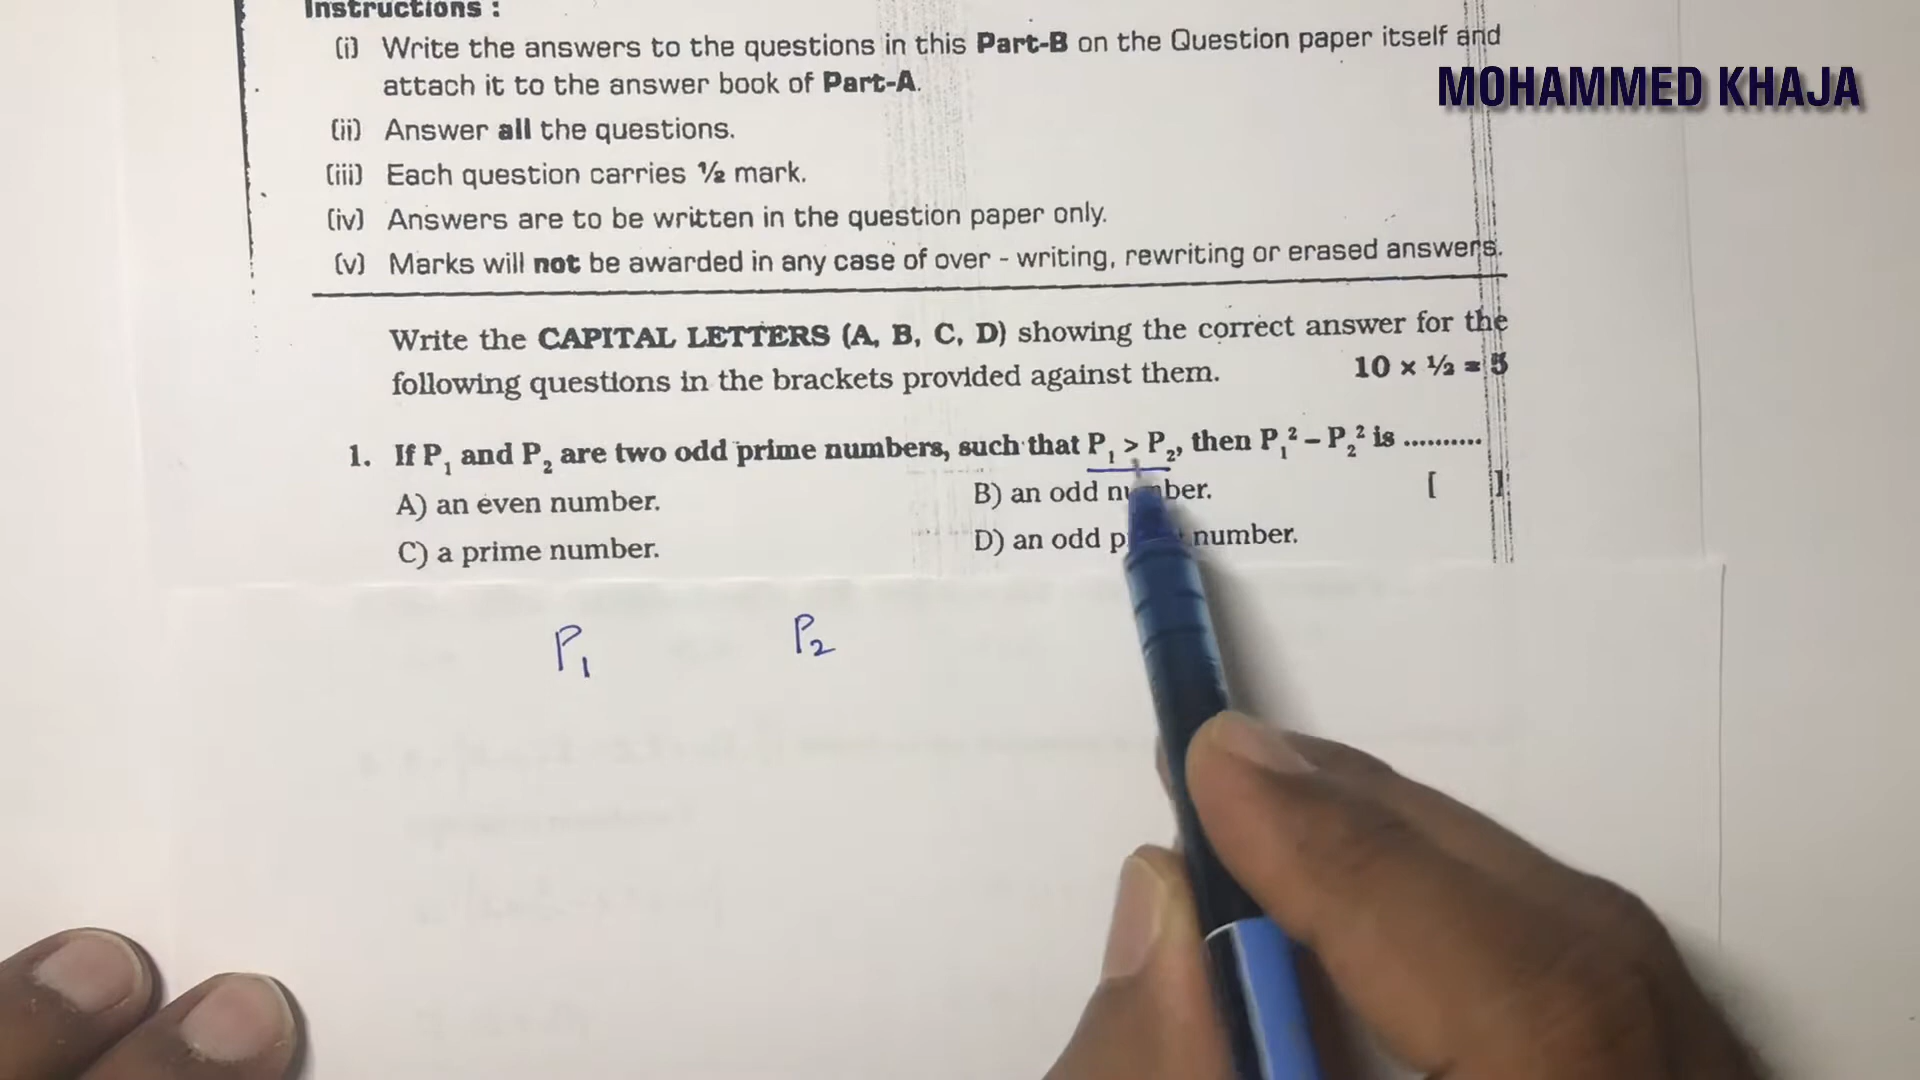 Instructions :
(i) Write the answers to the questions in this Part-B on the Question paper itself and
attach it to the answer book of Part-A.
MOHAMMED KHAJA
(ii) Answer all the questions.
(iii) Each question carries ½ mark.
(iv) Answers are to be written in the question paper only.
(v) Marks will not be awarded in any case of over - writing, rewriting or erased answers.
Write the CAPITAL LETTERS (A, B, C, D) showing the correct answer for the
following questions in the brackets provided against them. 10 × ½ = 5
1. If P₁ and P₂ are two odd prime numbers, such that P₁ > P₂, then P₁² – P₂² is ..........
A) an even number. B) an odd number. [ ]
C) a prime number. D) an odd number.
P₁ P₂